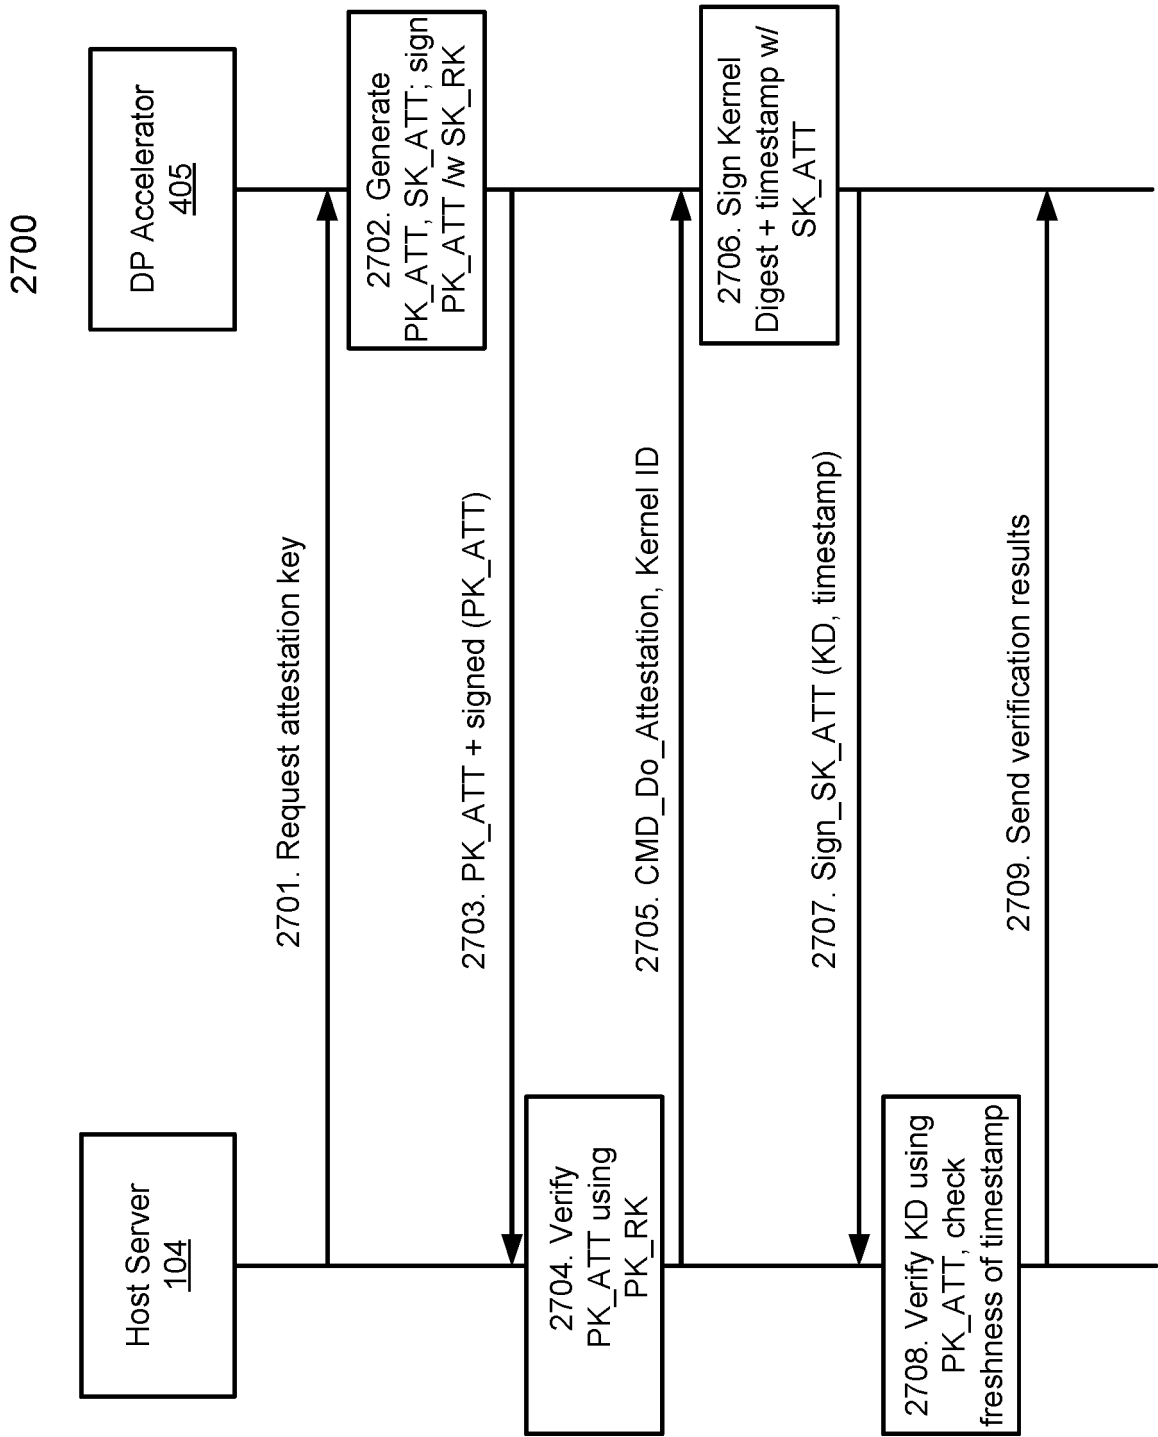 2700
Host Server
104
DP Accelerator
405
2701. Request attestation key
2702. Generate
PK_ATT, SK_ATT; sign
PK_ATT /w SK_RK
2703. PK_ATT + signed (PK_ATT)
2704. Verify
PK_ATT using
PK_RK
2705. CMD_Do_Attestation, Kernel ID
2706. Sign Kernel
Digest + timestamp w/
SK_ATT
2707. Sign_SK_ATT (KD, timestamp)
2708. Verify KD using
PK_ATT, check
freshness of timestamp
2709. Send verification results